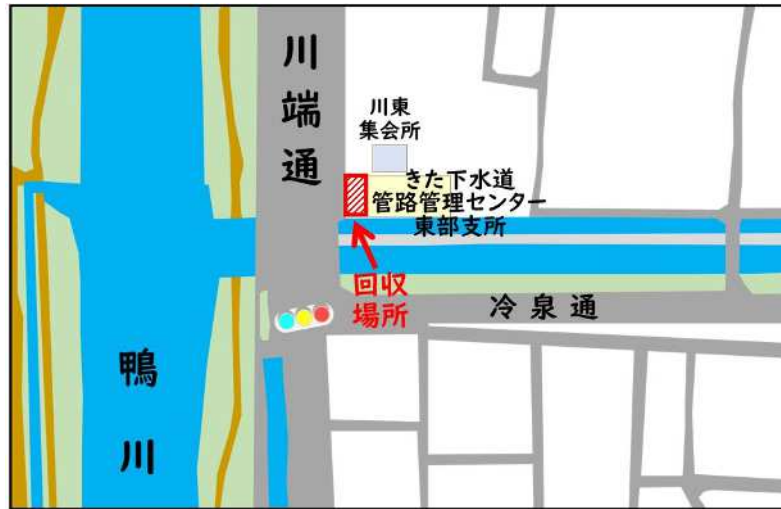 川端通
川東
集会所
きた下水道
管路管理センター
東部支所
回収
場所
冷泉通
鴨川